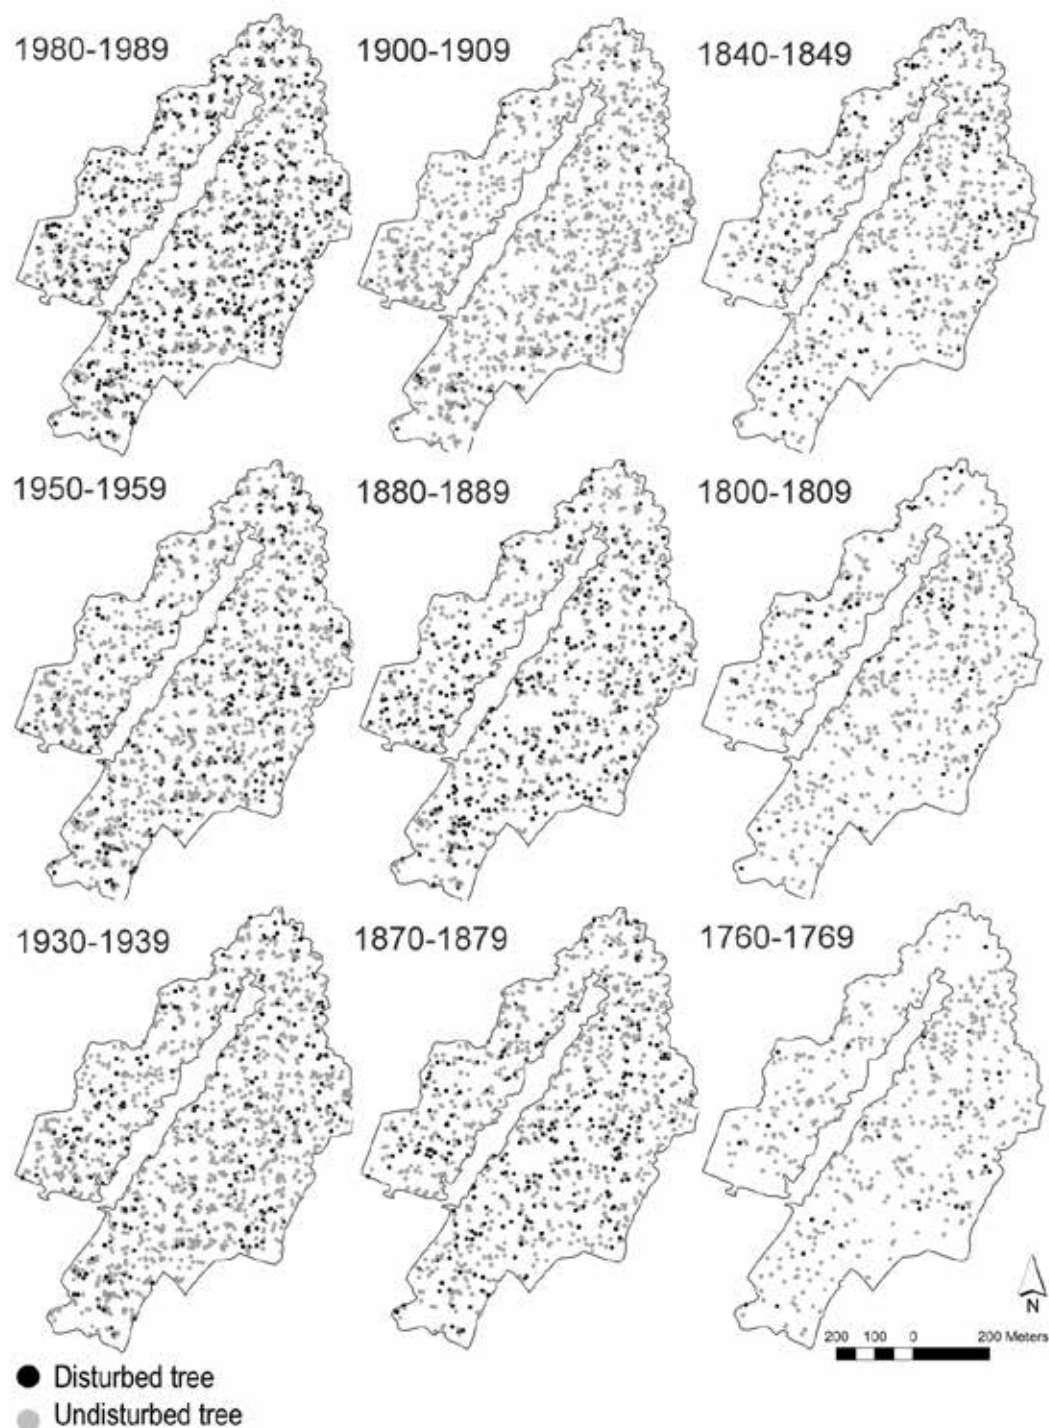 1980-1989
1900-1909
1840-1849
1950-1959
1880-1889
1800-1809
1930-1939
1870-1879
1760-1769
N
200 100 0 200 Meters
Disturbed tree
Undisturbed tree